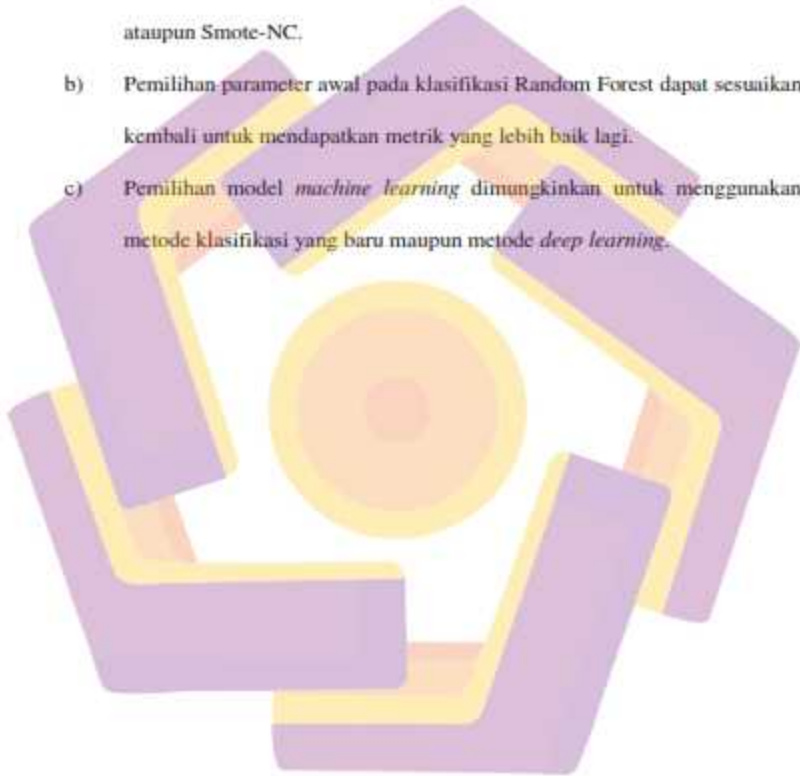 ataupun Smote-NC.
b) Pemilihan parameter awal pada klasifikasi Random Forest dapat sesuaikan
kembali untuk mendapatkan metrik yang lebih baik lagi.
c) Pemilihan model machine learning dimungkinkan untuk menggunakan
metode klasifikasi yang baru maupun metode deep learning.